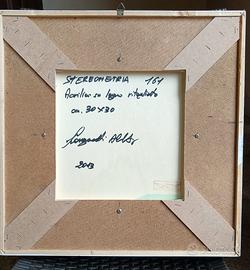 STEREOMETRIA 161
Acrilico su legno ritagliato
cm. 30x30
2013